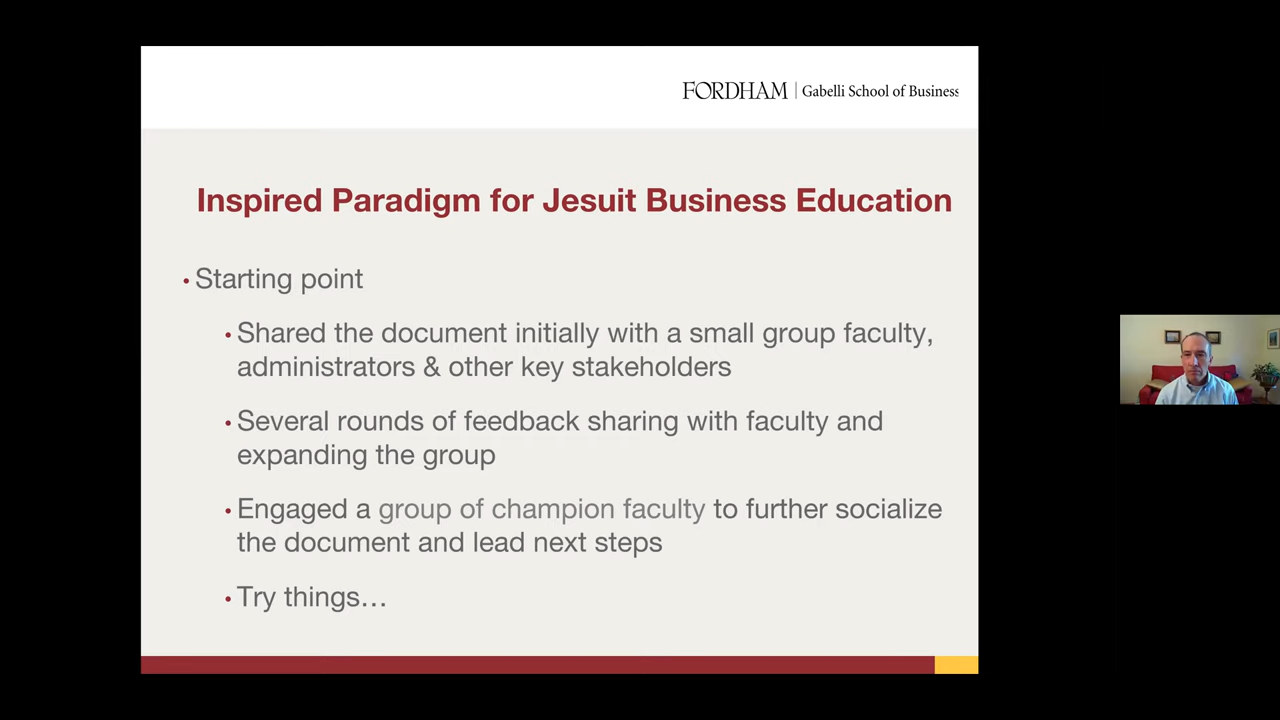 FORDHAM | Gabelli School of Business
Inspired Paradigm for Jesuit Business Education
• Starting point
• Shared the document initially with a small group faculty,
administrators & other key stakeholders
• Several rounds of feedback sharing with faculty and
expanding the group
• Engaged a group of champion faculty to further socialize
the document and lead next steps
• Try things…